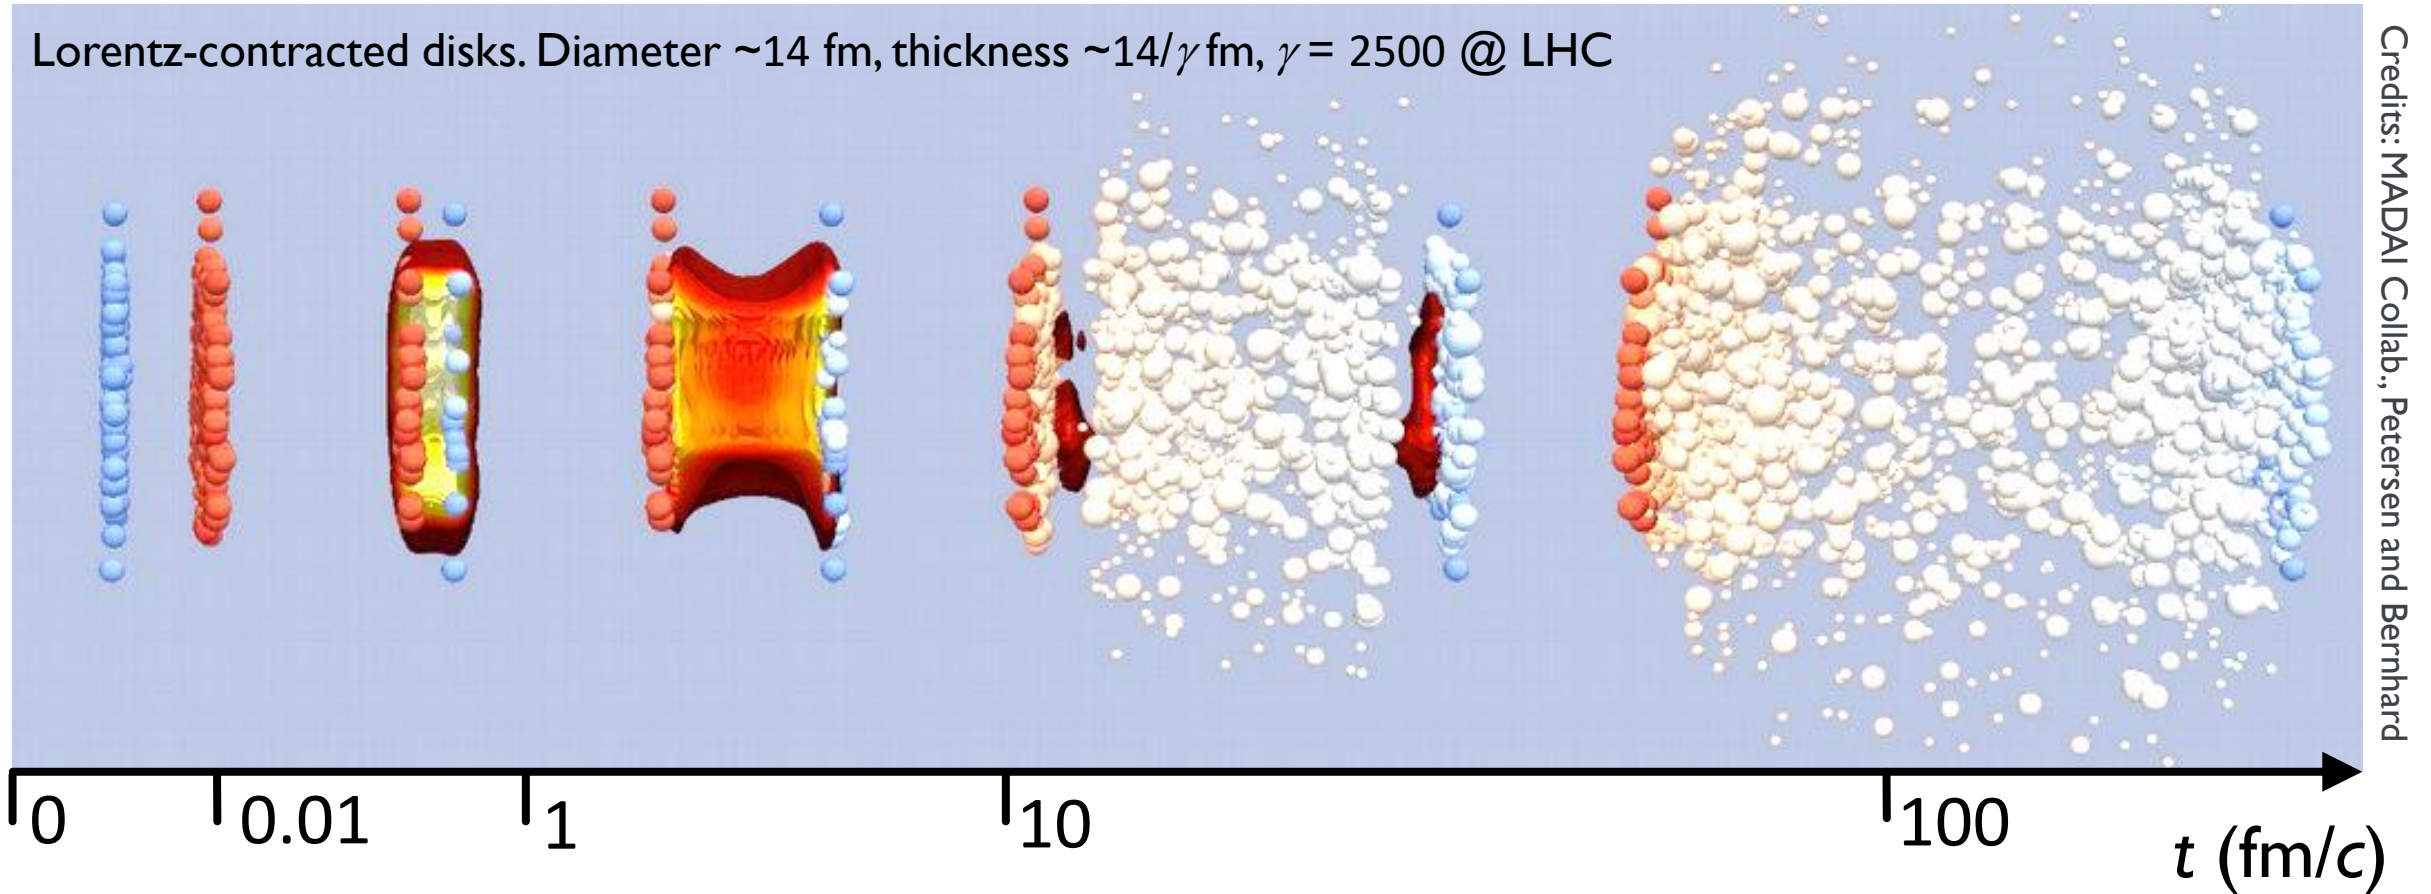 Lorentz-contracted disks. Diameter ~14 fm, thickness ~14/γ fm, γ = 2500 @ LHC
Credits: MADAI Collab., Petersen and Bernhard
0
0.01
1
10
100
t (fm/c)